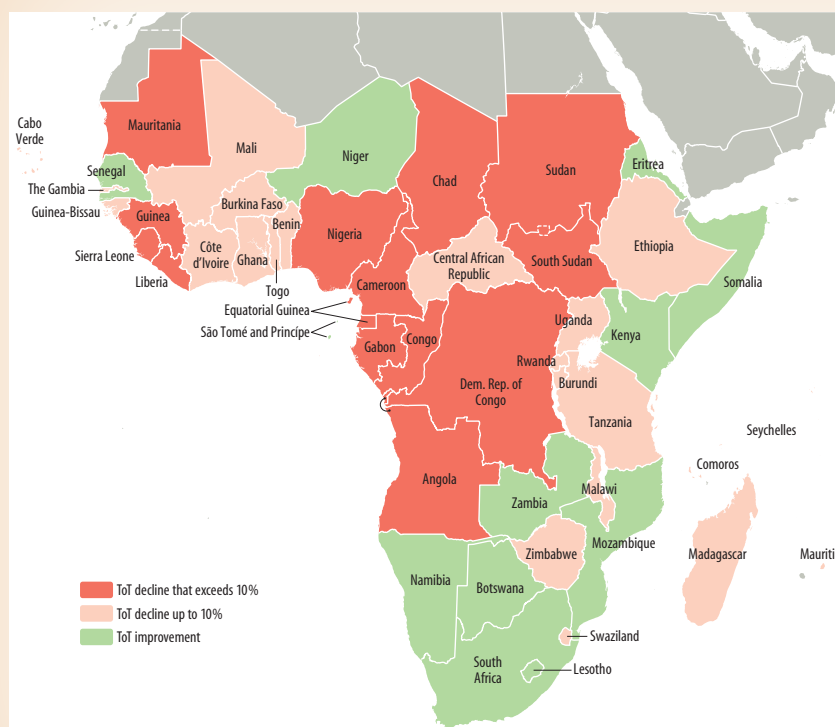 Cabo
Verde
Mauritania
Mali
Niger
Chad
Sudan
Eritrea
Senegal
The Gambia
Guinea-Bissau
Guinea
Burkina Faso
Benin
Nigeria
Sierra Leone
Liberia
Côte
d’Ivoire
Ghana
Togo
Cameroon
Central African
Republic
South Sudan
Ethiopia
Somalia
Equatorial Guinea
São Tomé and Princípe
Gabon
Congo
Uganda
Kenya
Rwanda
Burundi
Dem. Rep. of
Congo
Tanzania
Seychelles
Comoros
Angola
Zambia
Malawi
Mozambique
Madagascar
Mauriti
Zimbabwe
Namibia
Botswana
Swaziland
Lesotho
South
Africa
ToT decline that exceeds 10%
ToT decline up to 10%
ToT improvement